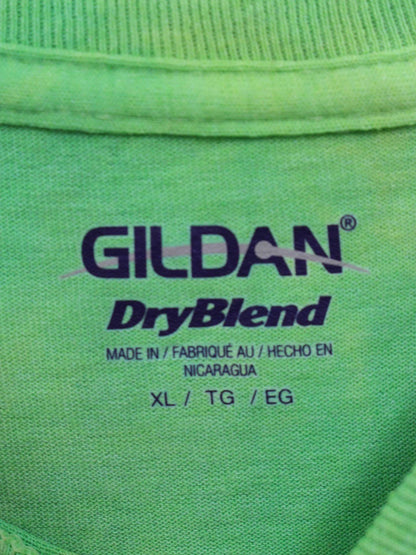 GILDAN®
DryBlend
MADE IN / FABRIQUÉ AU / HECHO EN
NICARAGUA
XL / TG / EG